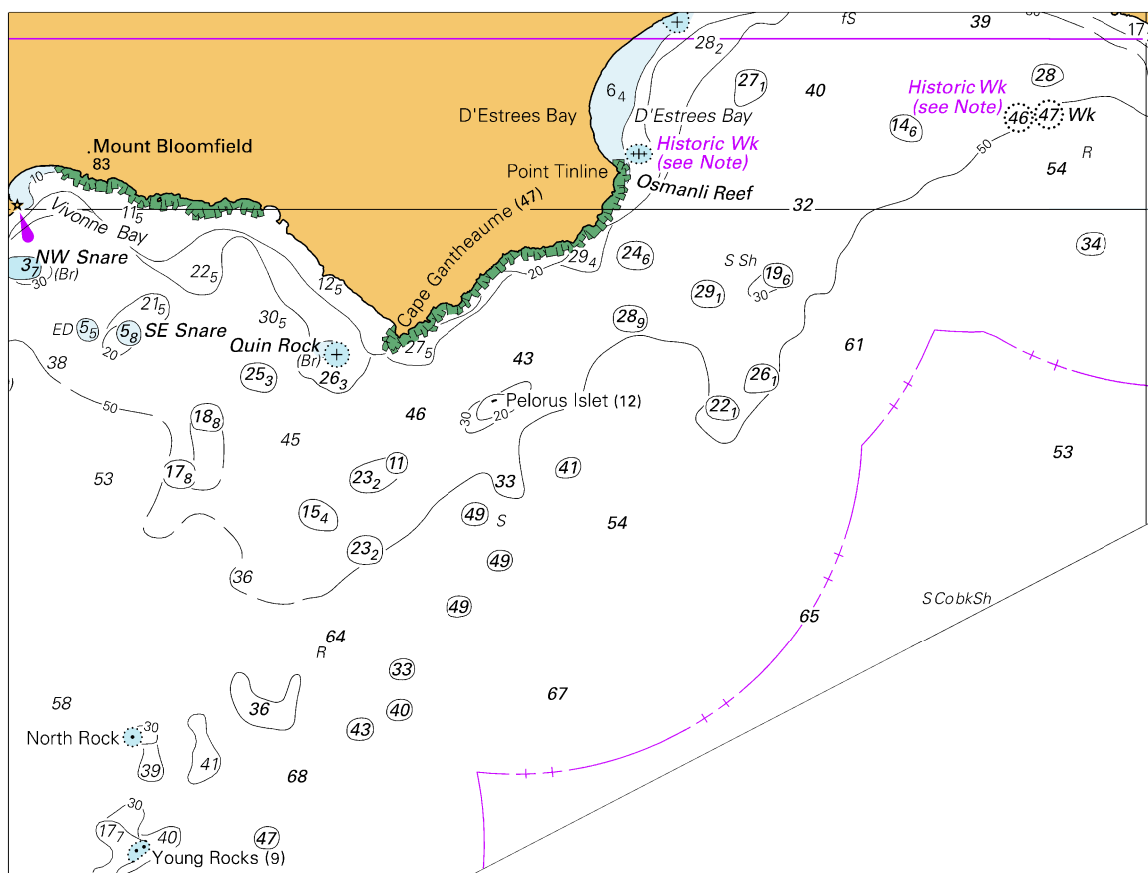 30
fS
39
17
28₂
27₁
40
28
6₄
Historic Wk
(see Note)
D'Estrees Bay
D'Estrees Bay
14₆
46
47
Wk
Mount Bloomfield
83
Historic Wk
(see Note)
50
R
54
Point Tinline
Osmanli Reef
10
Vivonne Bay
11₅
Cape Gantheaume (47)
32
34
NW Snare
3₇
(Br)
30
22₅
12₅
29₄
20
24₆
S Sh
19₆
30
29₁
21₅
ED
5₅
5₈
SE Snare
20
30₅
Quin Rock
(Br)
28₉
27₅
43
61
38
25₃
26₃
26₁
50
18₈
46
Pelorus Islet (12)
30
20
22₁
45
53
53
17₈
11
23₂
33
41
15₄
49
S
54
23₂
49
36
49
S Co bk Sh
65
64
R
33
67
58
36
40
43
North Rock
30
39
41
68
30
17₇
40
47
Young Rocks (9)